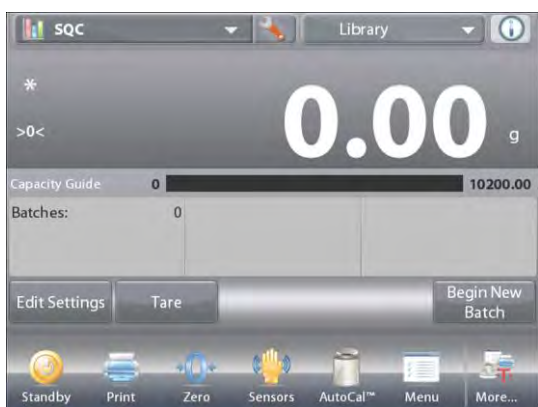 SQC Library
*
>0< 0.00 g
Capacity Guide 0 10200.00
Batches: 0
Edit Settings Tare Begin New
Batch
Standby Print Zero Sensors AutoCal™ Menu More...